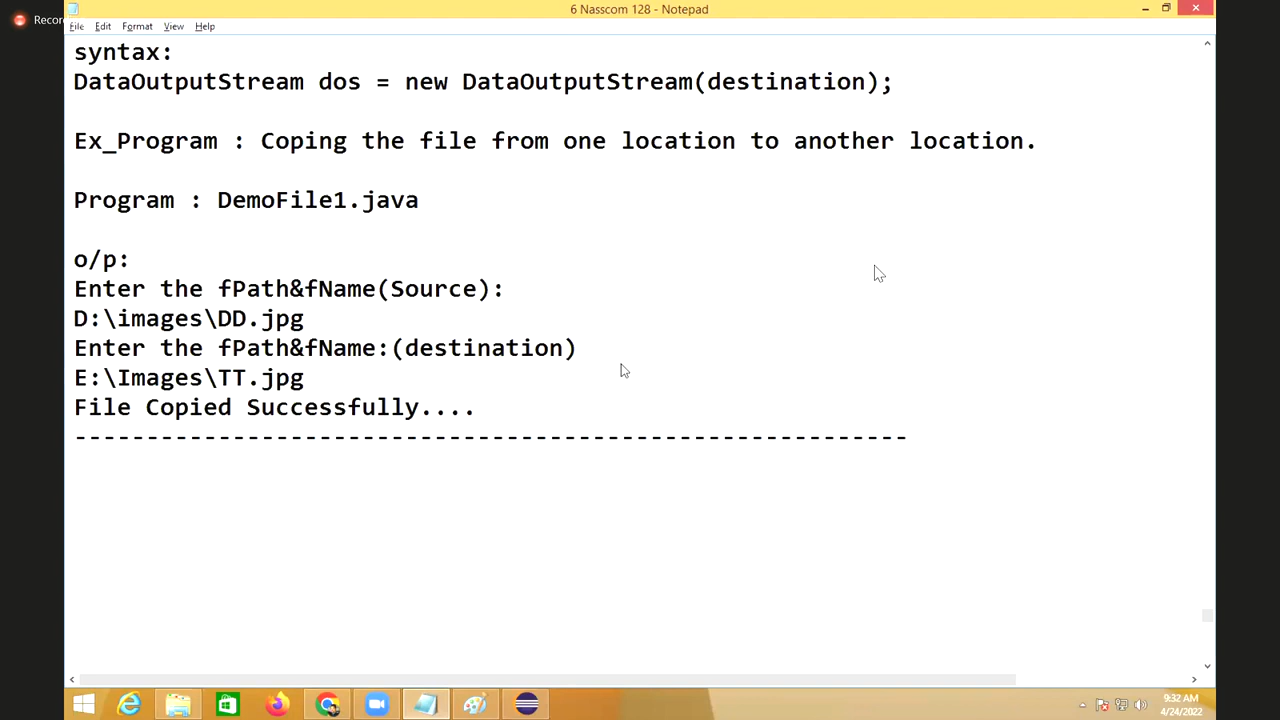 Recor
6 Nasscom 128 - Notepad
File Edit Format View Help
syntax:
DataOutputStream dos = new DataOutputStream(destination);
Ex_Program : Coping the file from one location to another location.
Program : DemoFile1.java
o/p:
Enter the fPath&fName(Source):
D:\images\DD.jpg
Enter the fPath&fName:(destination)
E:\Images\TT.jpg
File Copied Successfully....
----------------------------------------------------------
9:32 AM
4/24/2022